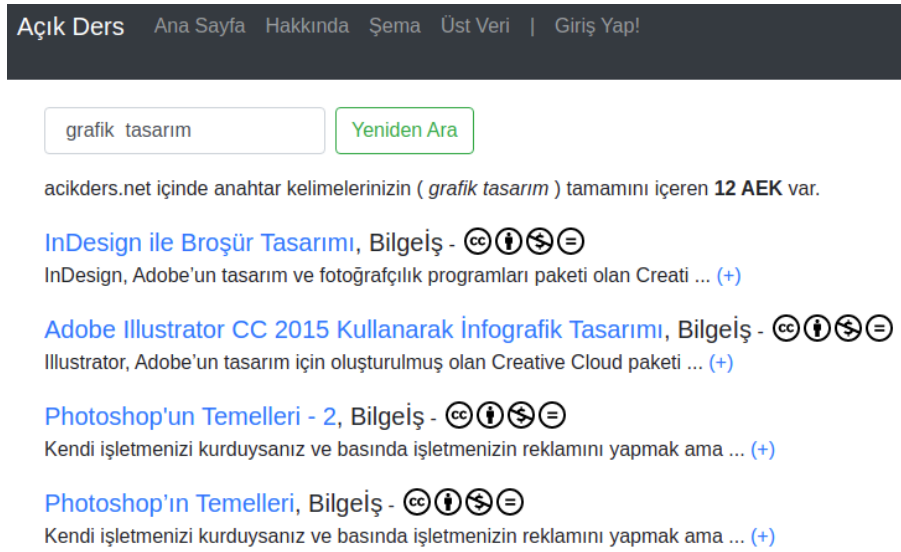 Açık Ders Ana Sayfa Hakkında Şema Üst Veri | Giriş Yap!
grafik tasarım Yeniden Ara
acikders.net içinde anahtar kelimelerinizin ( grafik tasarım ) tamamını içeren 12 AEK var.
InDesign ile Broşür Tasarımı, Bilgeİş -
InDesign, Adobe’un tasarım ve fotoğrafçılık programları paketi olan Creati ... (+)
Adobe Illustrator CC 2015 Kullanarak İnfografik Tasarımı, Bilgeİş -
Illustrator, Adobe’un tasarım için oluşturulmuş olan Creative Cloud paketi ... (+)
Photoshop'un Temelleri - 2, Bilgeİş -
Kendi işletmenizi kurduysanız ve basında işletmenizin reklamını yapmak ama ... (+)
Photoshop’ın Temelleri, Bilgeİş -
Kendi işletmenizi kurduysanız ve basında işletmenizin reklamını yapmak ama ... (+)